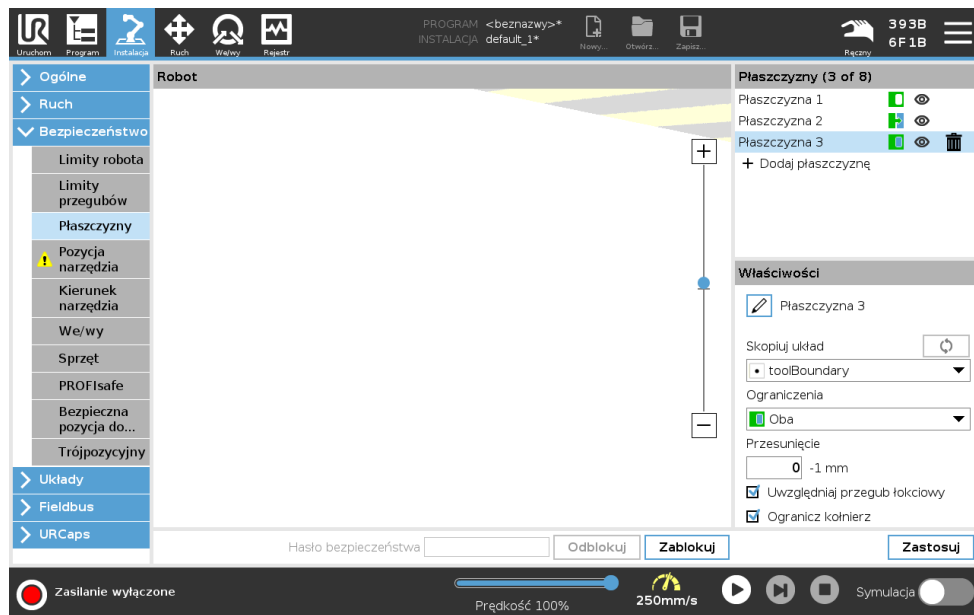 Uruchom
Program
Instalacja
Ruch
We/wy
Rejestr
PROGRAM <beznazwy>*
INSTALACJA default_1*
Nowy...
Otwórz...
Zapisz...
Ręczny
393B
6F1B
Ogólne
Ruch
Bezpieczeństwo
Limity robota
Limity
przegubów
Płaszczyzny
Pozycja
narzędzia
Kierunek
narzędzia
We/wy
Sprzęt
PROFIsafe
Bezpieczna
pozycja do...
Trójpozycyjny
Układy
Fieldbus
URCaps
Robot
Płaszczyzny (3 of 8)
Płaszczyzna 1
Płaszczyzna 2
Płaszczyzna 3
+ Dodaj płaszczyznę
Właściwości
Płaszczyzna 3
Skopiuj układ
toolBoundary
Ograniczenia
Oba
Przesunięcie
0 -1 mm
Uwzględniaj przegub łokciowy
Ogranicz kołnierz
Hasło bezpieczeństwa
Odblokuj
Zablokuj
Zastosuj
Zasilanie wyłączone
Prędkość 100%
250mm/s
Symulacja